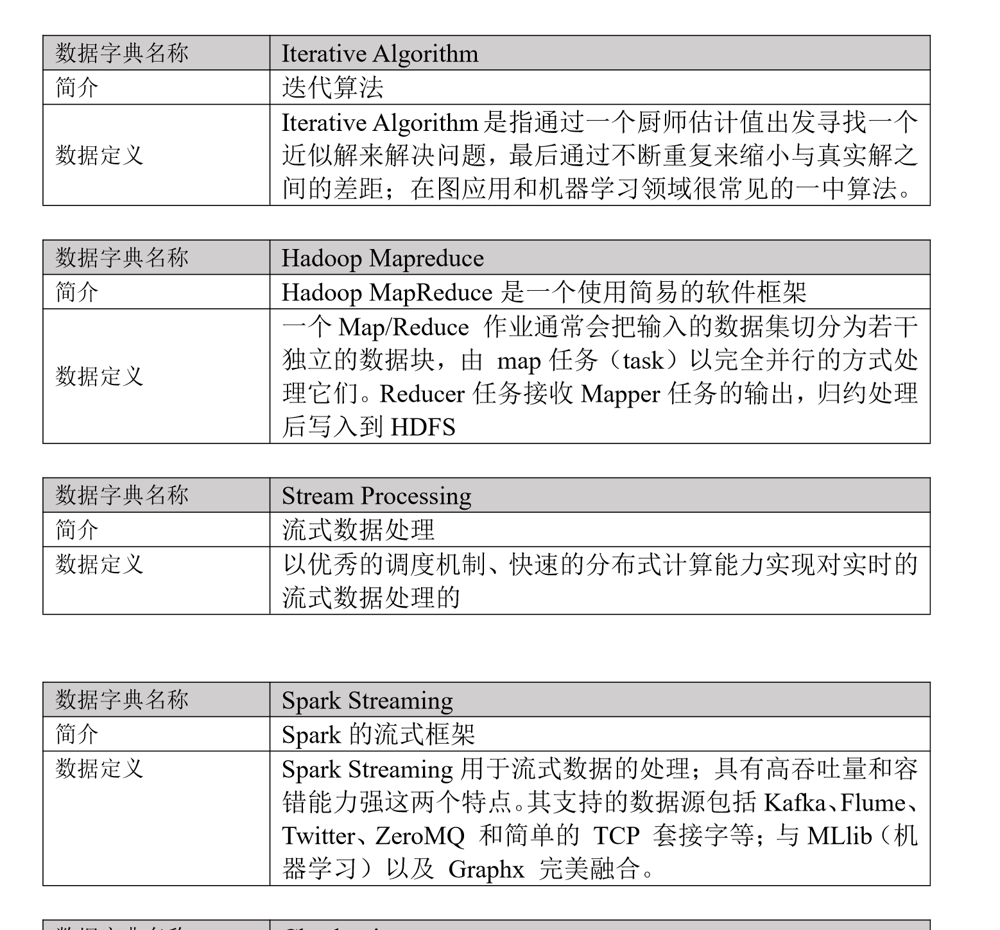 数据字典名称 Iterative Algorithm
简介 迭代算法
数据定义
Iterative Algorithm 是指通过一个厨师估计值出发寻找一个
近似解来解决问题，最后通过不断重复来缩小与真实解之
间的差距；在图应用和机器学习领域很常见的一中算法。
数据字典名称 Hadoop Mapreduce
简介 Hadoop MapReduce 是一个使用简易的软件框架
数据定义
一个 Map/Reduce 作业通常会把输入的数据集切分为若干
独立的数据块，由 map 任务（task）以完全并行的方式处
理它们。Reducer 任务接收 Mapper 任务的输出，归约处理
后写入到 HDFS
数据字典名称 Stream Processing
简介 流式数据处理
数据定义 以优秀的调度机制、快速的分布式计算能力实现对实时的
流式数据处理的
数据字典名称 Spark Streaming
简介 Spark 的流式框架
数据定义 Spark Streaming 用于流式数据的处理；具有高吞吐量和容
错能力强这两个特点。其支持的数据源包括 Kafka、Flume、
Twitter、ZeroMQ 和简单的 TCP 套接字等；与 MLlib（机
器学习）以及 Graphx 完美融合。
数据字典名称